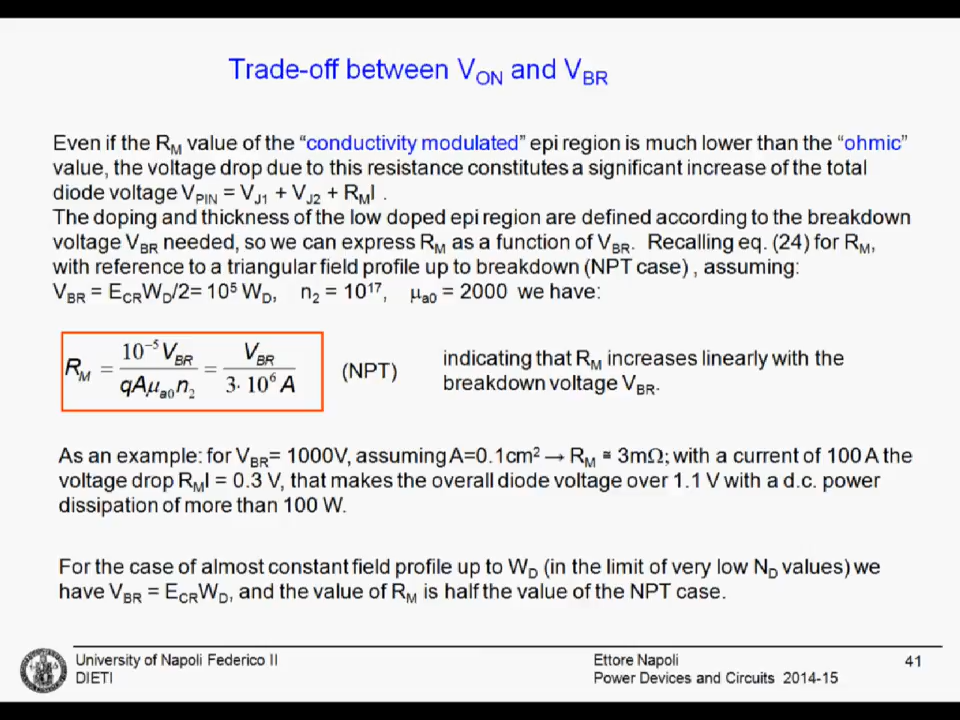 Trade-off between VON and VBR
Even if the RM value of the “conductivity modulated” epi region is much lower than the “ohmic”
value, the voltage drop due to this resistance constitutes a significant increase of the total
diode voltage VPIN = VJ1 + VJ2 + RMI .
The doping and thickness of the low doped epi region are defined according to the breakdown
voltage VBR needed, so we can express RM as a function of VBR. Recalling eq. (24) for RM,
with reference to a triangular field profile up to breakdown (NPT case) , assuming:
VBR = ECRWD/2= 10⁵ WD, n2 = 10¹⁷, μa0 = 2000 we have:
RM = 10⁻⁵ VBR / qAμa0n2 = VBR / 3· 10⁶ A (NPT)
indicating that RM increases linearly with the
breakdown voltage VBR.
As an example: for VBR= 1000V, assuming A=0.1cm² → RM ≅ 3mΩ; with a current of 100 A the
voltage drop RMI = 0.3 V, that makes the overall diode voltage over 1.1 V with a d.c. power
dissipation of more than 100 W.
For the case of almost constant field profile up to WD (in the limit of very low ND values) we
have VBR = ECRWD, and the value of RM is half the value of the NPT case.
University of Napoli Federico II
DIETI
Ettore Napoli
Power Devices and Circuits 2014-15
41